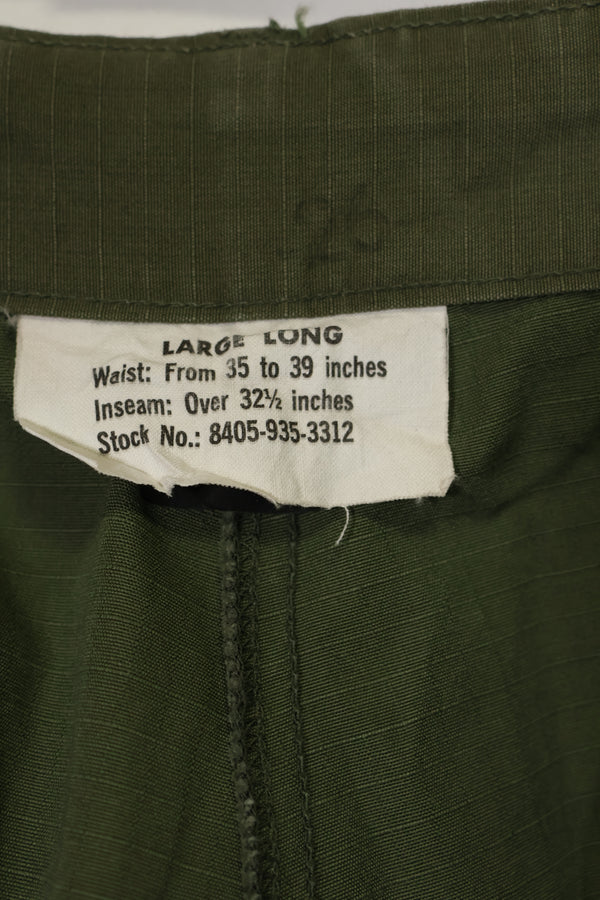 LARGE LONG
Waist: From 35 to 39 inches
Inseam: Over 32½ inches
Stock No.: 8405-935-3312